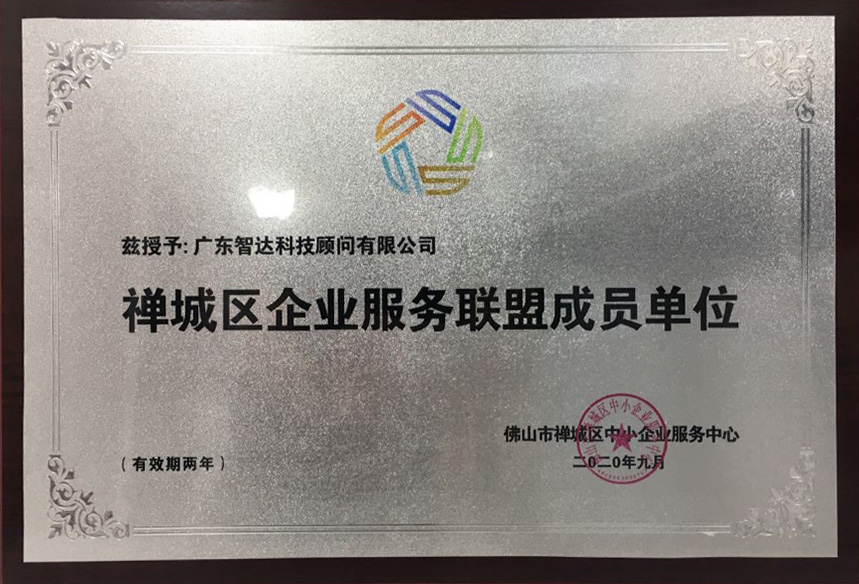 兹授予：广东智达科技顾问有限公司
禅城区企业服务联盟成员单位
佛山市禅城区中小企业服务中心
（有效期两年）
二0二0年九月